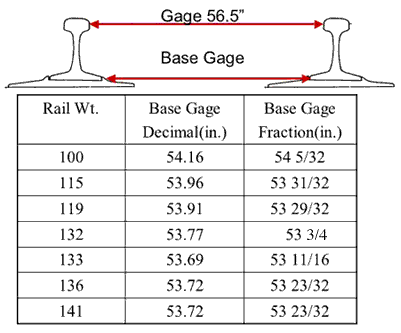 Gage 56.5”
Base Gage
Rail Wt. Base Gage Decimal(in.) Base Gage Fraction(in.)
100 54.16 54 5/32
115 53.96 53 31/32
119 53.91 53 29/32
132 53.77 53 3/4
133 53.69 53 11/16
136 53.72 53 23/32
141 53.72 53 23/32